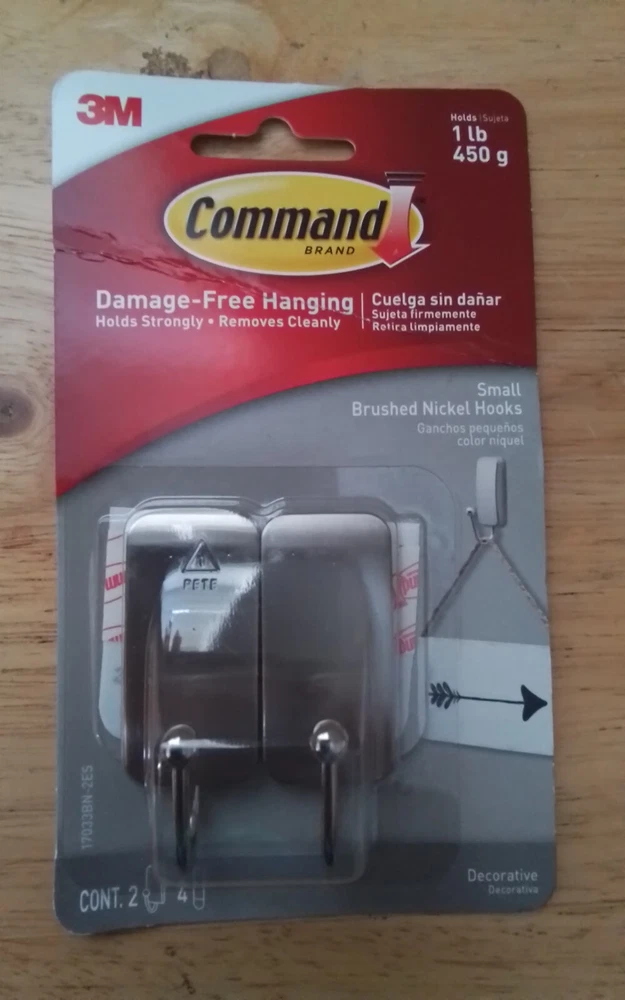 3M
Holds | Sujeta
1 lb
450 g
Command
BRAND
Damage-Free Hanging
Holds Strongly • Removes Cleanly
Cuelga sin dañar
Sujeta firmemente
Retira limpiamente
Small
Brushed Nickel Hooks
Ganchos pequeños
color níquel
PETE
17033BN-2ES
CONT. 2 4
Decorative
Decorativa